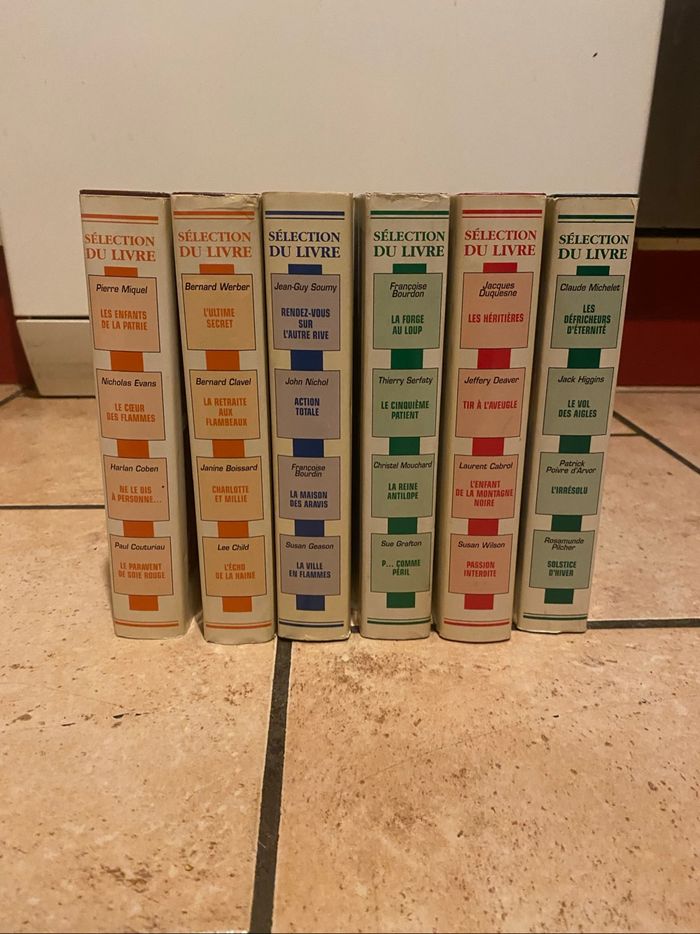 SÉLECTION
DU LIVRE
Pierre Miquel
LES ENFANTS
DE LA PATRIE
Nicholas Evans
LE CŒUR
DES FLAMMES
Harlan Coben
NE LE DIS
À PERSONNE...
Paul Couturiau
LE PARAVENT
DE SOIE ROUGE
SÉLECTION
DU LIVRE
Bernard Werber
L'ULTIME
SECRET
Bernard Clavel
LA RETRAITE
AUX
FLAMBEAUX
Janine Boissard
CHARLOTTE
ET MILLIE
Lee Child
L'ÉCHO
DE LA HAINE
SÉLECTION
DU LIVRE
Jean-Guy Soumy
RENDEZ-VOUS
SUR
L'AUTRE RIVE
John Nichol
ACTION
TOTALE
Françoise
Bourdin
LA MAISON
DES ARAVIS
Susan Geason
LA VILLE
EN FLAMMES
SÉLECTION
DU LIVRE
Françoise
Bourdon
LA FORGE
AU LOUP
Thierry Serfaty
LE CINQUIÈME
PATIENT
Christel Mouchard
LA REINE
ANTILOPE
Sue Grafton
P... COMME
PÉRIL
SÉLECTION
DU LIVRE
Jacques
Duquesne
LES HÉRITIÈRES
Jeffery Deaver
TIR À L'AVEUGLE
Laurent Cabrol
L'ENFANT
DE LA MONTAGNE
NOIRE
Susan Wilson
PASSION
INTERDITE
SÉLECTION
DU LIVRE
Claude Michelet
LES
DÉFRICHEURS
D'ÉTERNITÉ
Jack Higgins
LE VOL
DES AIGLES
Patrick
Poivre d'Arvor
L'IRRÉSOLU
Rosamunde
Pilcher
SOLSTICE
D'HIVER